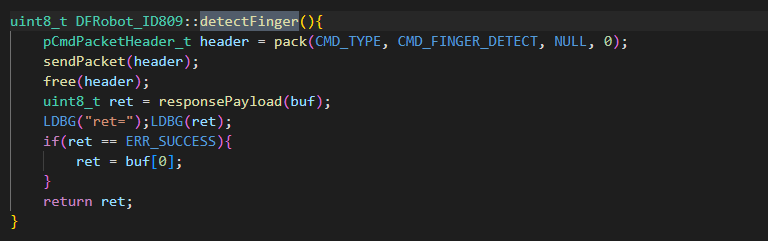 uint8_t DFRobot_ID809::detectFinger(){
    pCmdPacketHeader_t header = pack(CMD_TYPE, CMD_FINGER_DETECT, NULL, 0);
    sendPacket(header);
    free(header);
    uint8_t ret = responsePayload(buf);
    LDBG("ret=");LDBG(ret);
    if(ret == ERR_SUCCESS){
        ret = buf[0];
    }
    return ret;
}